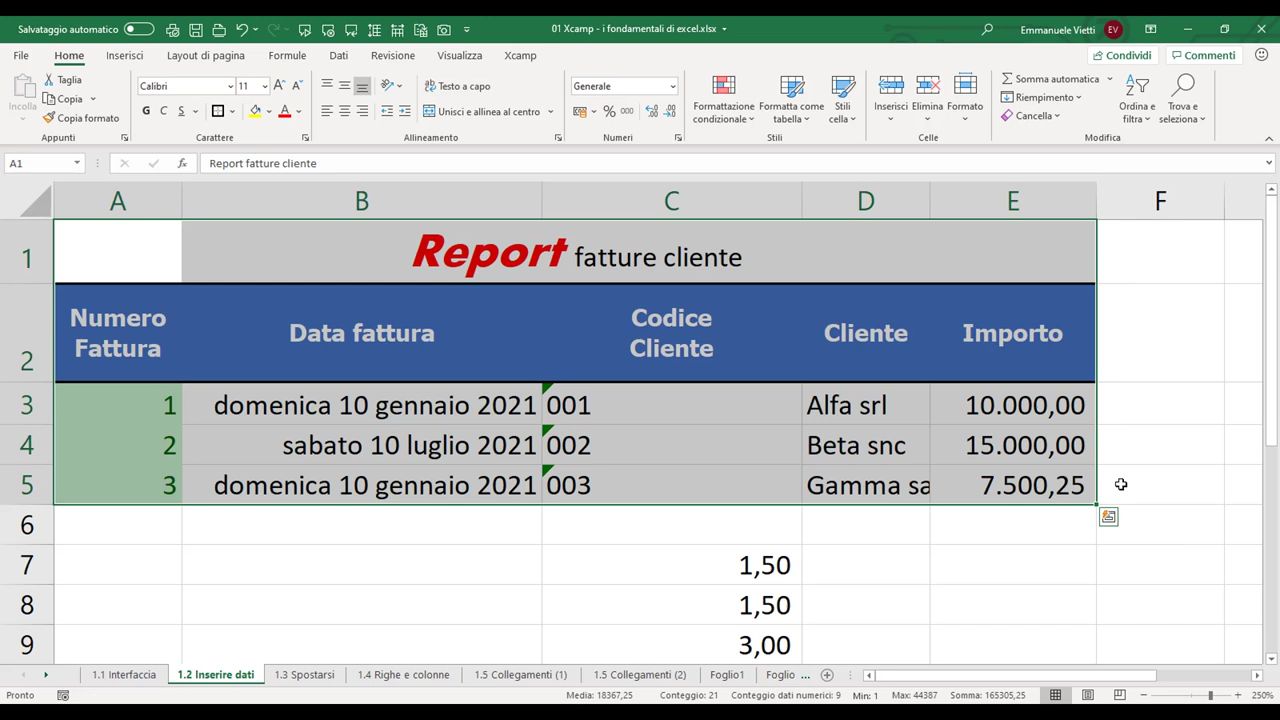 Salvataggio automatico
01 Xcamp - i fondamentali di excel.xlsx
Emmanuele Vietti EV
File Home Inserisci Layout di pagina Formule Dati Revisione Visualizza Xcamp Condividi Commenti
Incolla Taglia Copia Copia formato
Calibri 11
G C S
Testo a capo
Unisci e allinea al centro
Generale
% 000
Formattazione condizionale Formatta come tabella Stili cella
Inserisci Elimina Formato
Somma automatica
Riempimento
Cancella
Ordina e filtra Trova e seleziona
Appunti Carattere Allineamento Numeri Stili Celle Modifica
A1 fx Report fatture cliente
A B C D E F
1 Report fatture cliente
2 Numero Fattura Data fattura Codice Cliente Cliente Importo
3 1 domenica 10 gennaio 2021 001 Alfa srl 10.000,00
4 2 sabato 10 luglio 2021 002 Beta snc 15.000,00
5 3 domenica 10 gennaio 2021 003 Gamma sa 7.500,25
6
7 1,50
8 1,50
9 3,00
1.1 Interfaccia 1.2 Inserire dati 1.3 Spostarsi 1.4 Righe e colonne 1.5 Collegamenti (1) 1.5 Collegamenti (2) Foglio1 Foglio ...
Pronto Media: 18367,25 Conteggio: 21 Conteggio dati numerici: 9 Min: 1 Max: 44387 Somma: 165305,25 250%